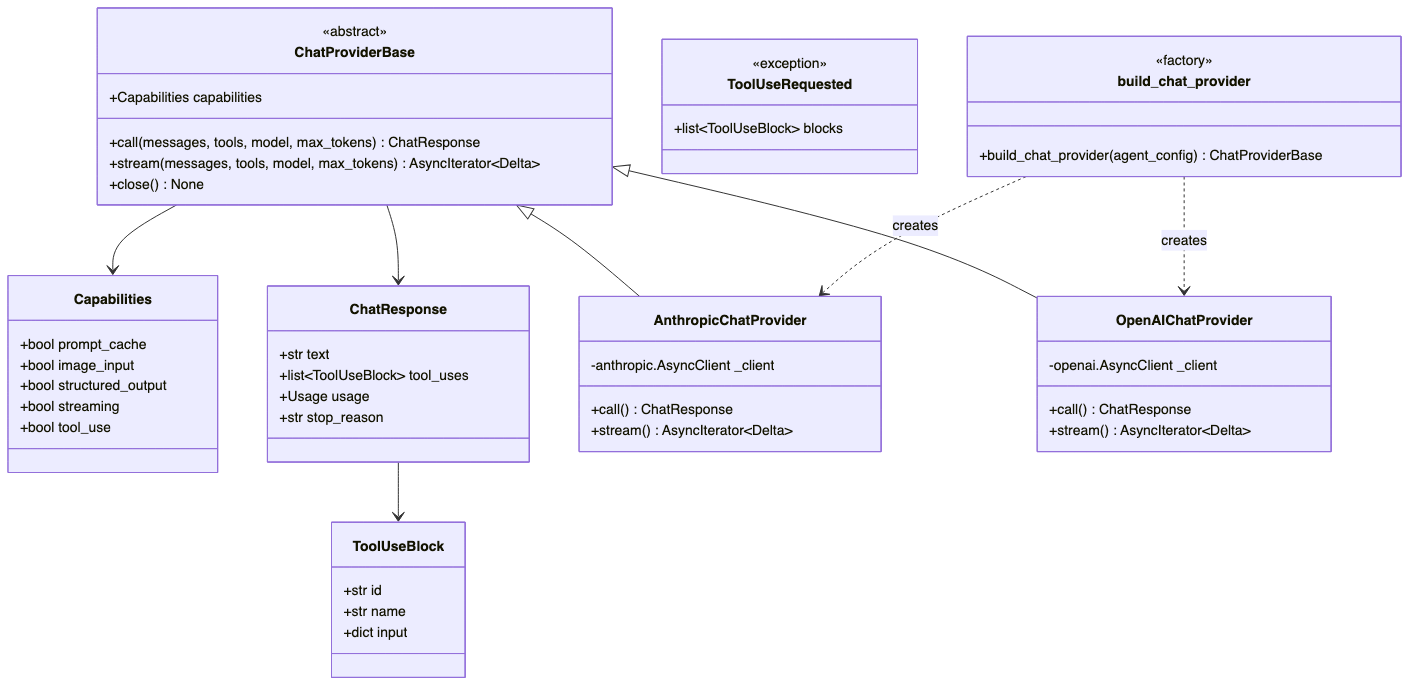 «abstract»
ChatProviderBase
+Capabilities capabilities
+call(messages, tools, model, max_tokens) : ChatResponse
+stream(messages, tools, model, max_tokens) : AsyncIterator<Delta>
+close() : None
«exception»
ToolUseRequested
+list<ToolUseBlock> blocks
«factory»
build_chat_provider
+build_chat_provider(agent_config) : ChatProviderBase
creates
creates
Capabilities
+bool prompt_cache
+bool image_input
+bool structured_output
+bool streaming
+bool tool_use
ChatResponse
+str text
+list<ToolUseBlock> tool_uses
+Usage usage
+str stop_reason
AnthropicChatProvider
-anthropic.AsyncClient _client
+call() : ChatResponse
+stream() : AsyncIterator<Delta>
OpenAIChatProvider
-openai.AsyncClient _client
+call() : ChatResponse
+stream() : AsyncIterator<Delta>
ToolUseBlock
+str id
+str name
+dict input